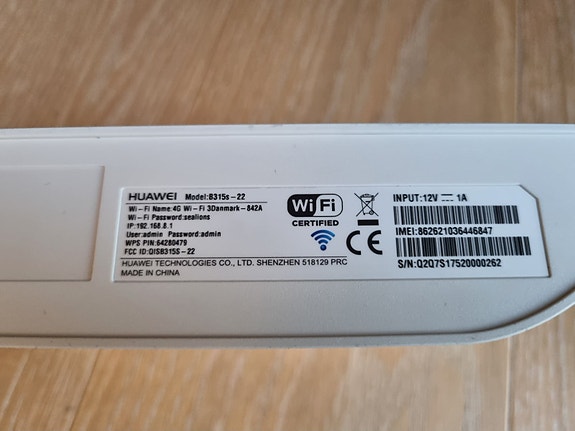 HUAWEI Model:B315s-22
Wi-Fi Name:4G Wi-Fi 3Danmark-842A
Wi-Fi Password:sealions
IP:192.168.8.1
User:admin Password:admin
WPS PIN:64280479
FCC ID:QISB315S-22
HUAWEI TECHNOLOGIES CO., LTD. SHENZHEN 518129 PRC
MADE IN CHINA
Wi Fi
CERTIFIED
CE
INPUT:12V ⎓ 1A
IMEI:862621036446847
S/N:Q2Q7S17520000262